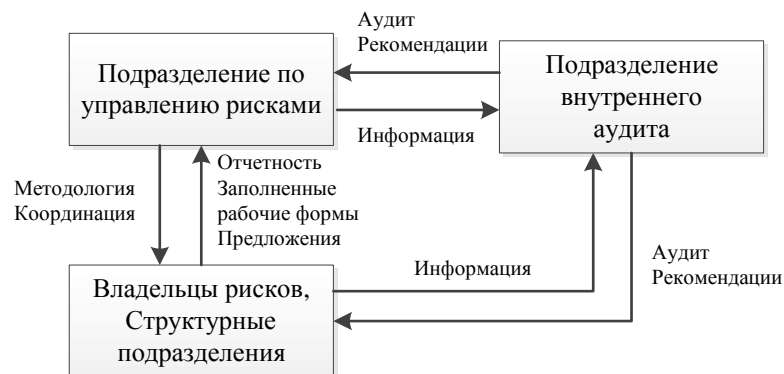 Аудит
Рекомендации
Подразделение по
управлению рисками
Подразделение
внутреннего
аудита
Информация
Методология
Координация
Отчетность
Заполненные
рабочие формы
Предложения
Информация
Аудит
Рекомендации
Владельцы рисков,
Структурные
подразделения